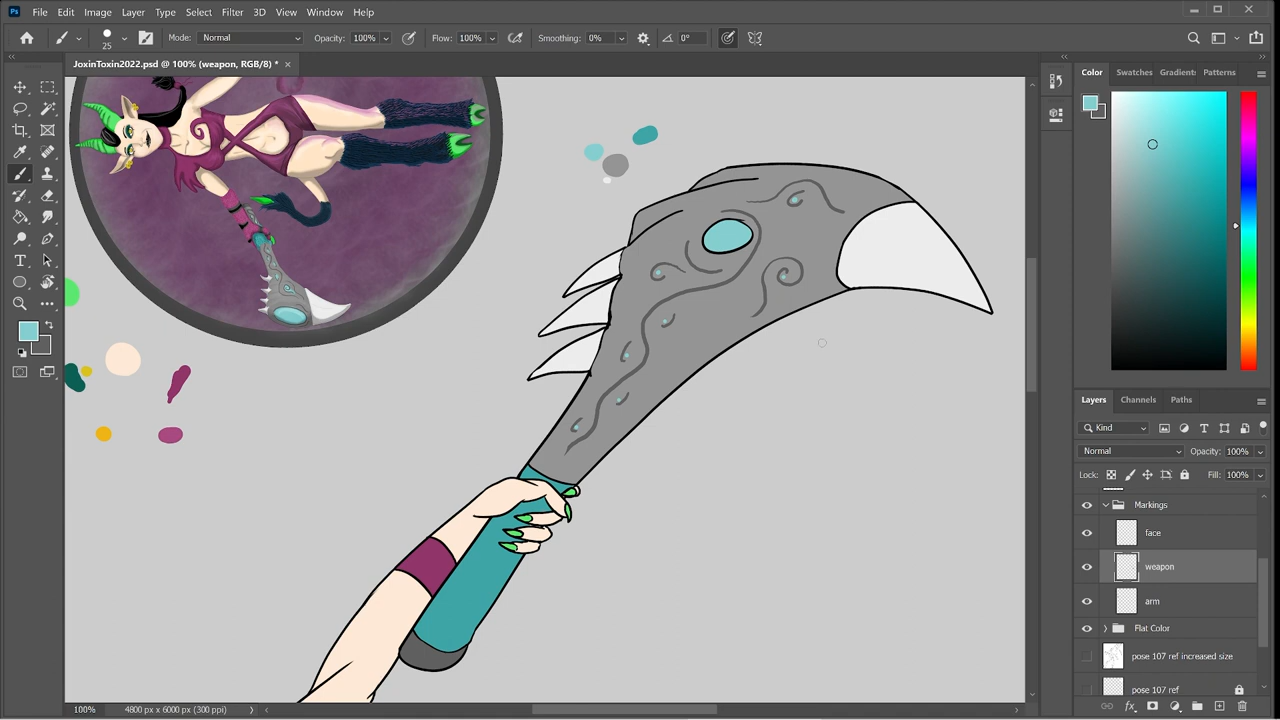 Ps File Edit Image Layer Type Select Filter 3D View Window Help
25 Mode: Normal Opacity: 100% Flow: 100% Smoothing: 0% 0°
JoxinToxin2022.psd @ 100% (weapon, RGB/8) *
Color Swatches Gradient: Patterns
Layers Channels Paths
Kind
Normal Opacity: 100%
Lock: Fill: 100%
Markings
face
weapon
arm
Flat Color
pose 107 ref increased size
pose 107 ref
100% 4800 px x 6000 px (300 ppi)